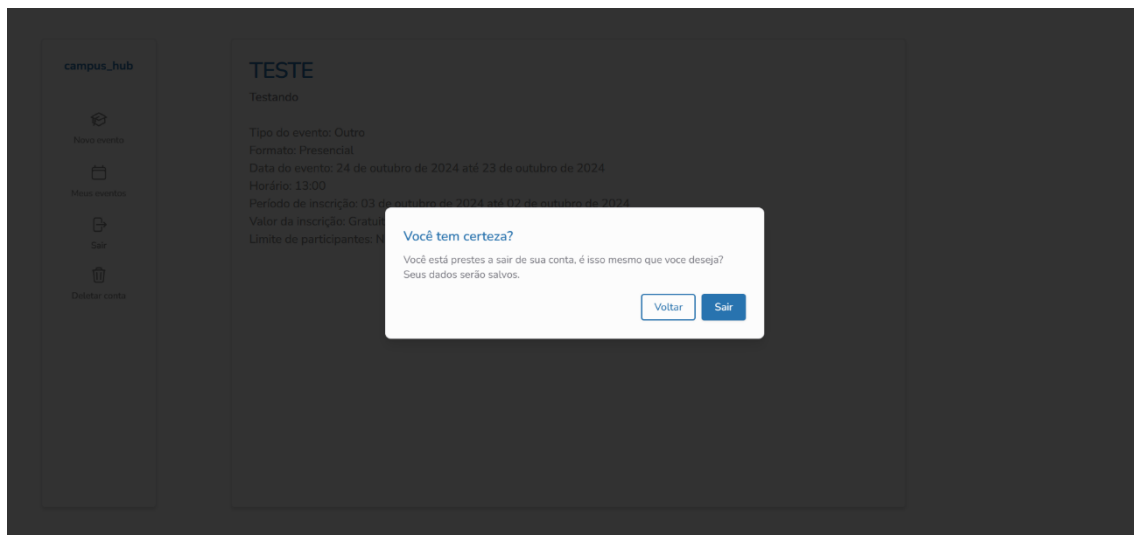 campus_hub
Novo evento
Meus eventos
Sair
Deletar conta
TESTE
Testando
Tipo do evento: Outro
Formato: Presencial
Data do evento: 24 de outubro de 2024 até 23 de outubro de 2024
Horário: 13:00
Período de inscrição: 03 de outubro de 2024 até 02 de outubro de 2024
Valor da inscrição:
Limite de participantes:
Você tem certeza?
Você está prestes a sair de sua conta, é isso mesmo que voce deseja?
Seus dados serão salvos.
Voltar
Sair